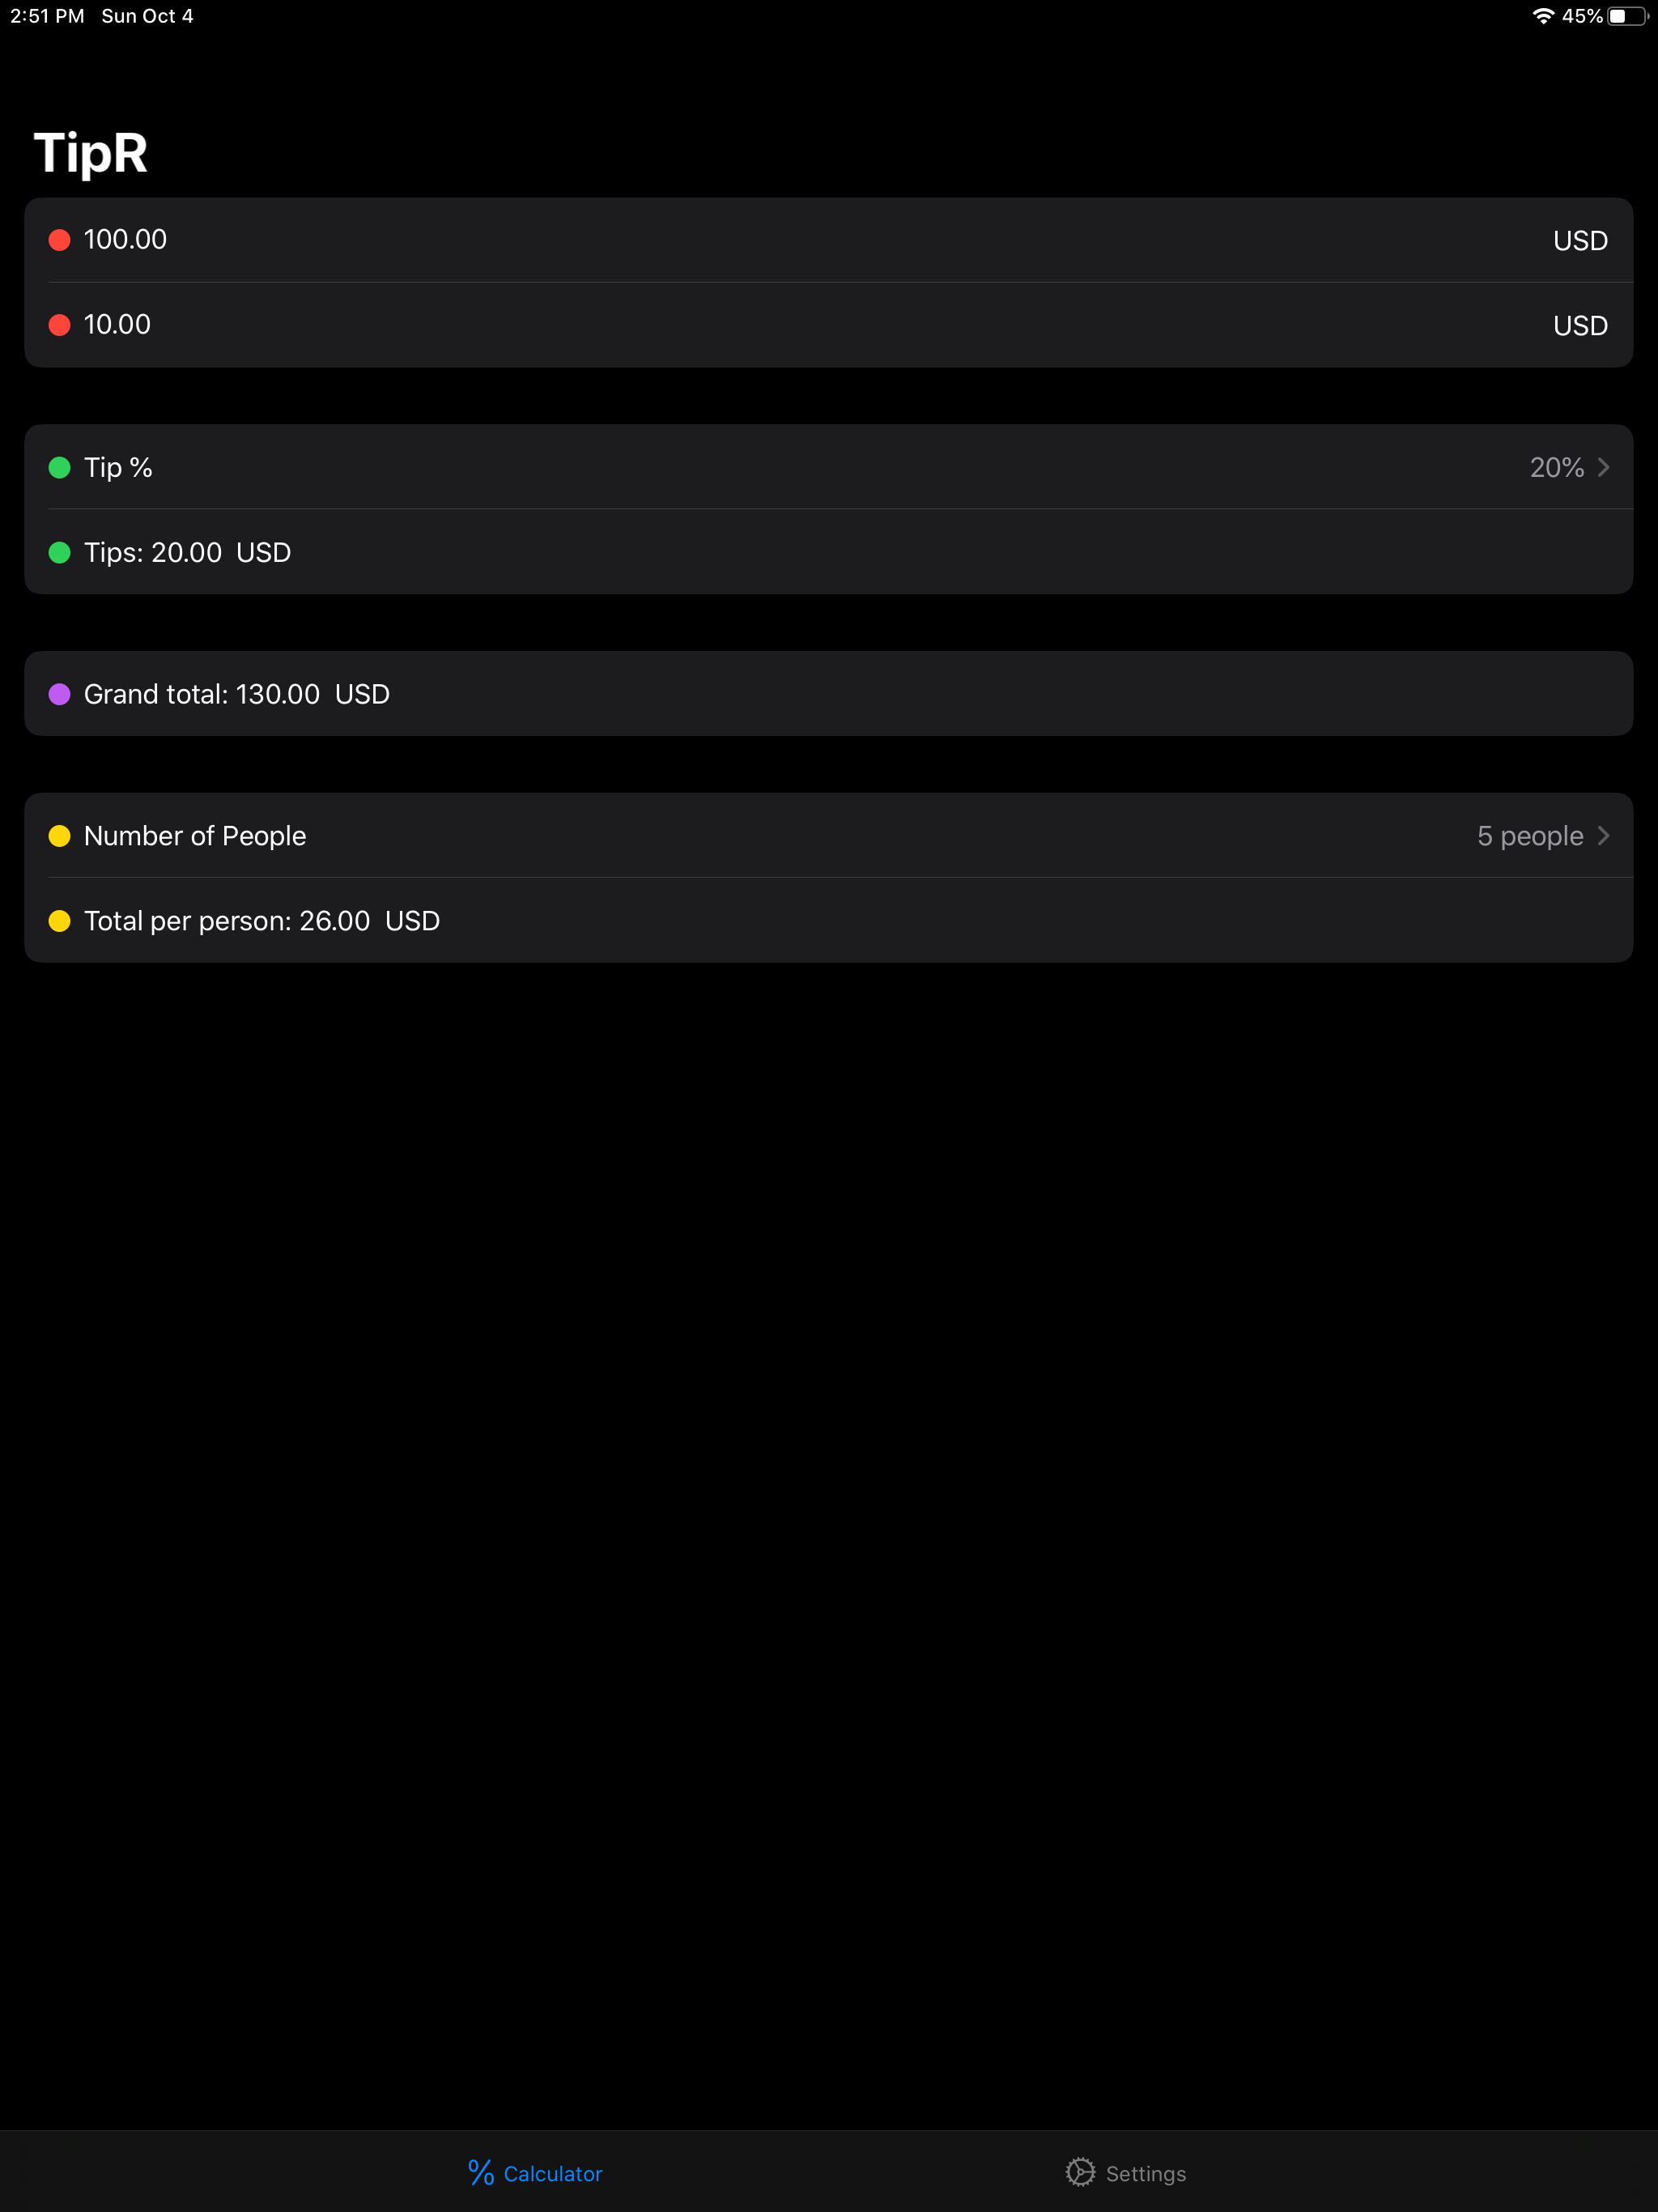 2:51 PM Sun Oct 4 45%
TipR
100.00 USD
10.00 USD
Tip % 20%
Tips: 20.00 USD
Grand total: 130.00 USD
Number of People 5 people
Total per person: 26.00 USD
% Calculator Settings